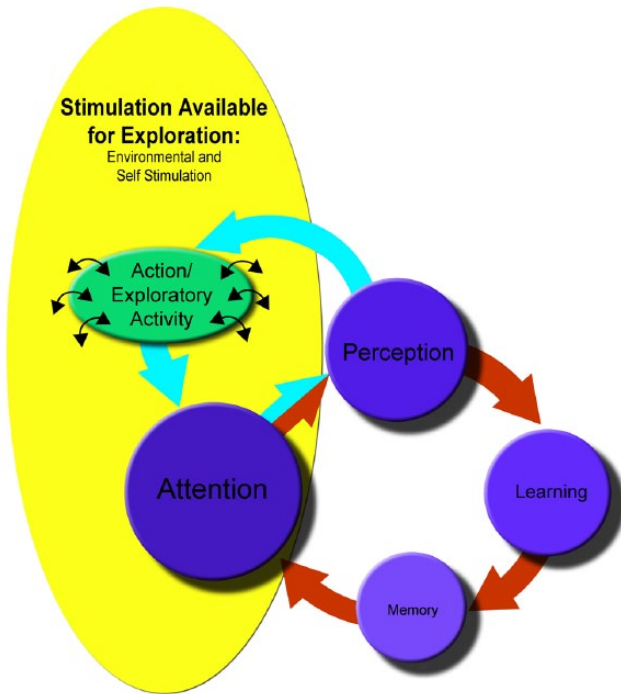 Stimulation Available
for Exploration:
Environmental and
Self Stimulation
Action/
Exploratory
Activity
Perception
Attention
Learning
Memory